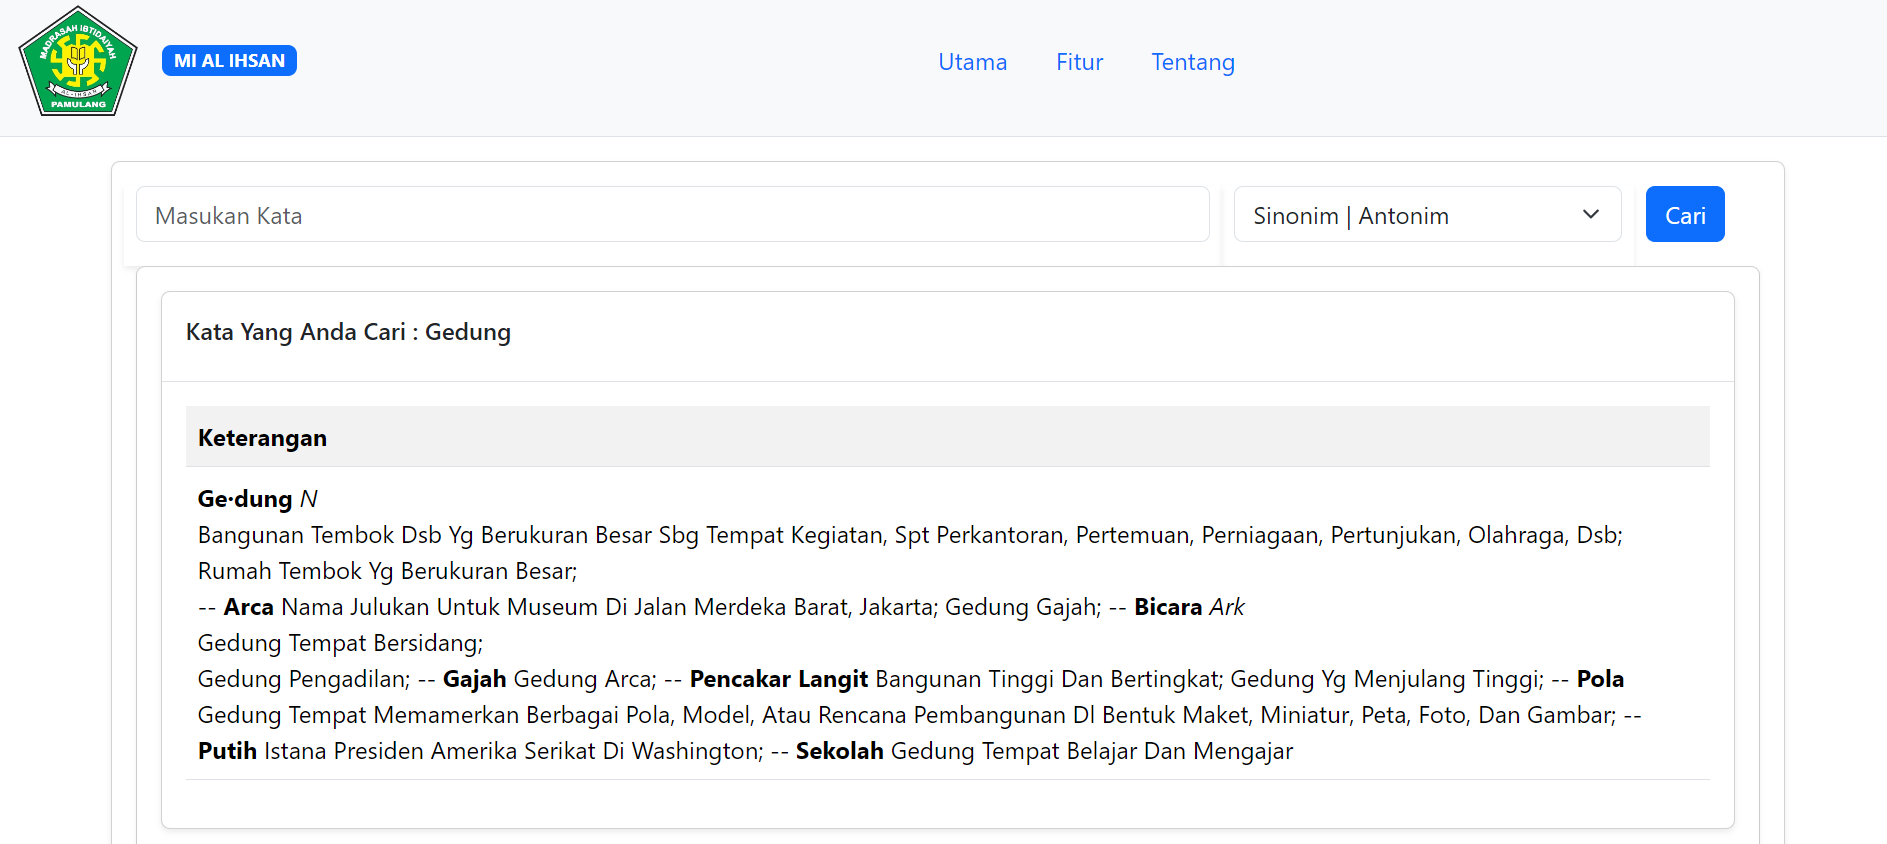 MADRASAH IBTIDAIYAH
AL-IHSAN
PAMULANG
MI AL IHSAN
Utama Fitur Tentang
Masukan Kata
Sinonim | Antonim
Cari
Kata Yang Anda Cari : Gedung
Keterangan
Ge·dung N
Bangunan Tembok Dsb Yg Berukuran Besar Sbg Tempat Kegiatan, Spt Perkantoran, Pertemuan, Perniagaan, Pertunjukan, Olahraga, Dsb;
Rumah Tembok Yg Berukuran Besar;
-- Arca Nama Julukan Untuk Museum Di Jalan Merdeka Barat, Jakarta; Gedung Gajah; -- Bicara Ark
Gedung Tempat Bersidang;
Gedung Pengadilan; -- Gajah Gedung Arca; -- Pencakar Langit Bangunan Tinggi Dan Bertingkat; Gedung Yg Menjulang Tinggi; -- Pola
Gedung Tempat Memamerkan Berbagai Pola, Model, Atau Rencana Pembangunan Dl Bentuk Maket, Miniatur, Peta, Foto, Dan Gambar; --
Putih Istana Presiden Amerika Serikat Di Washington; -- Sekolah Gedung Tempat Belajar Dan Mengajar